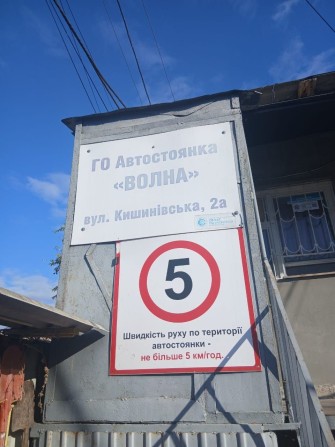 ГО Автостоянка
«ВОЛНА»
вул. Кишинівська, 2а
5
Швидкість руху по території
автостоянки -
не більше 5 км/год.